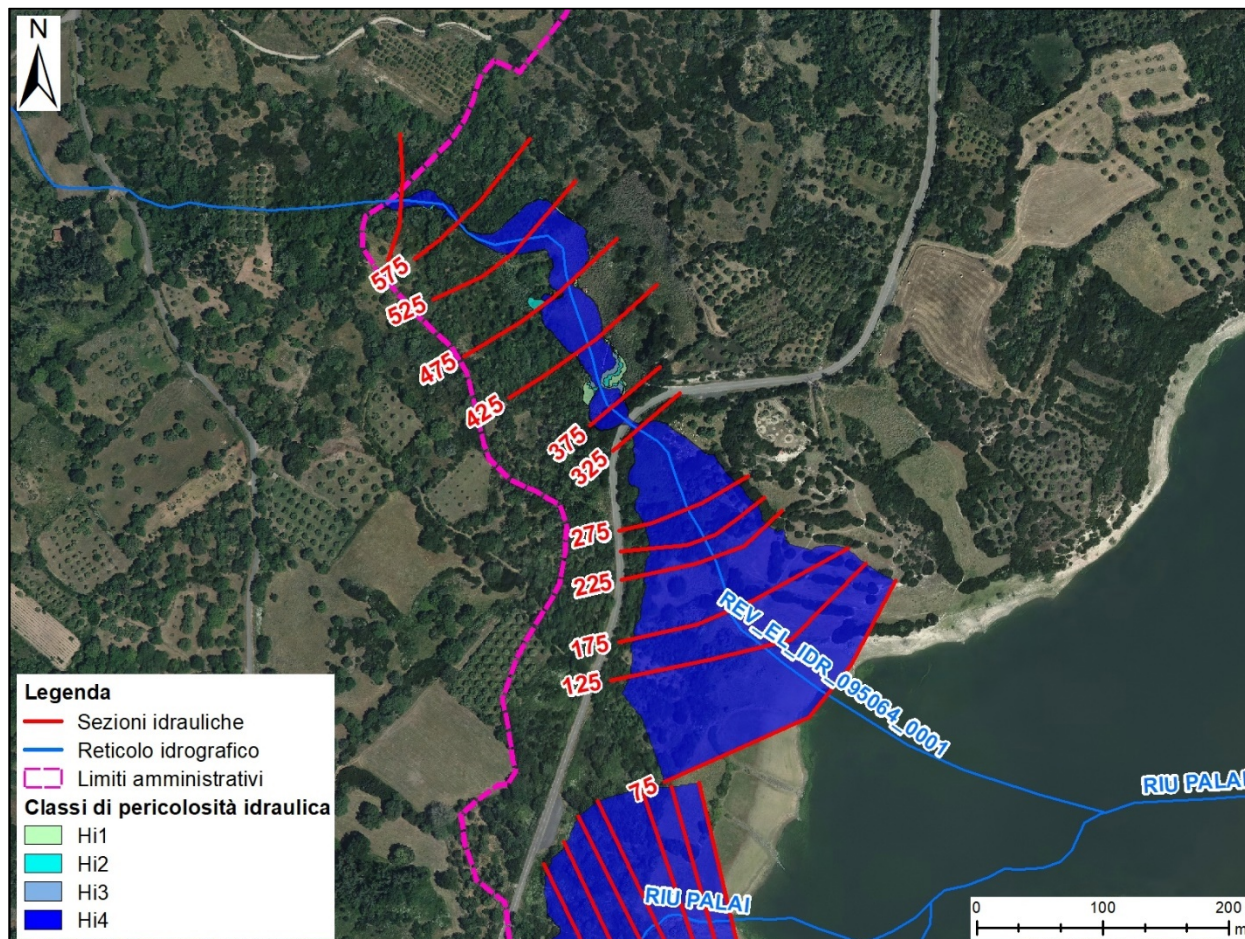 N
575
525
475
425
375
325
275
225
175
125
75
REV_EL_IDR_095064_0001
RIU PALAI
RIU PALAI
Legenda
Sezioni idrauliche
Reticolo idrografico
Limiti amministrativi
Classi di pericolosità idraulica
Hi1
Hi2
Hi3
Hi4
0 100 200
m